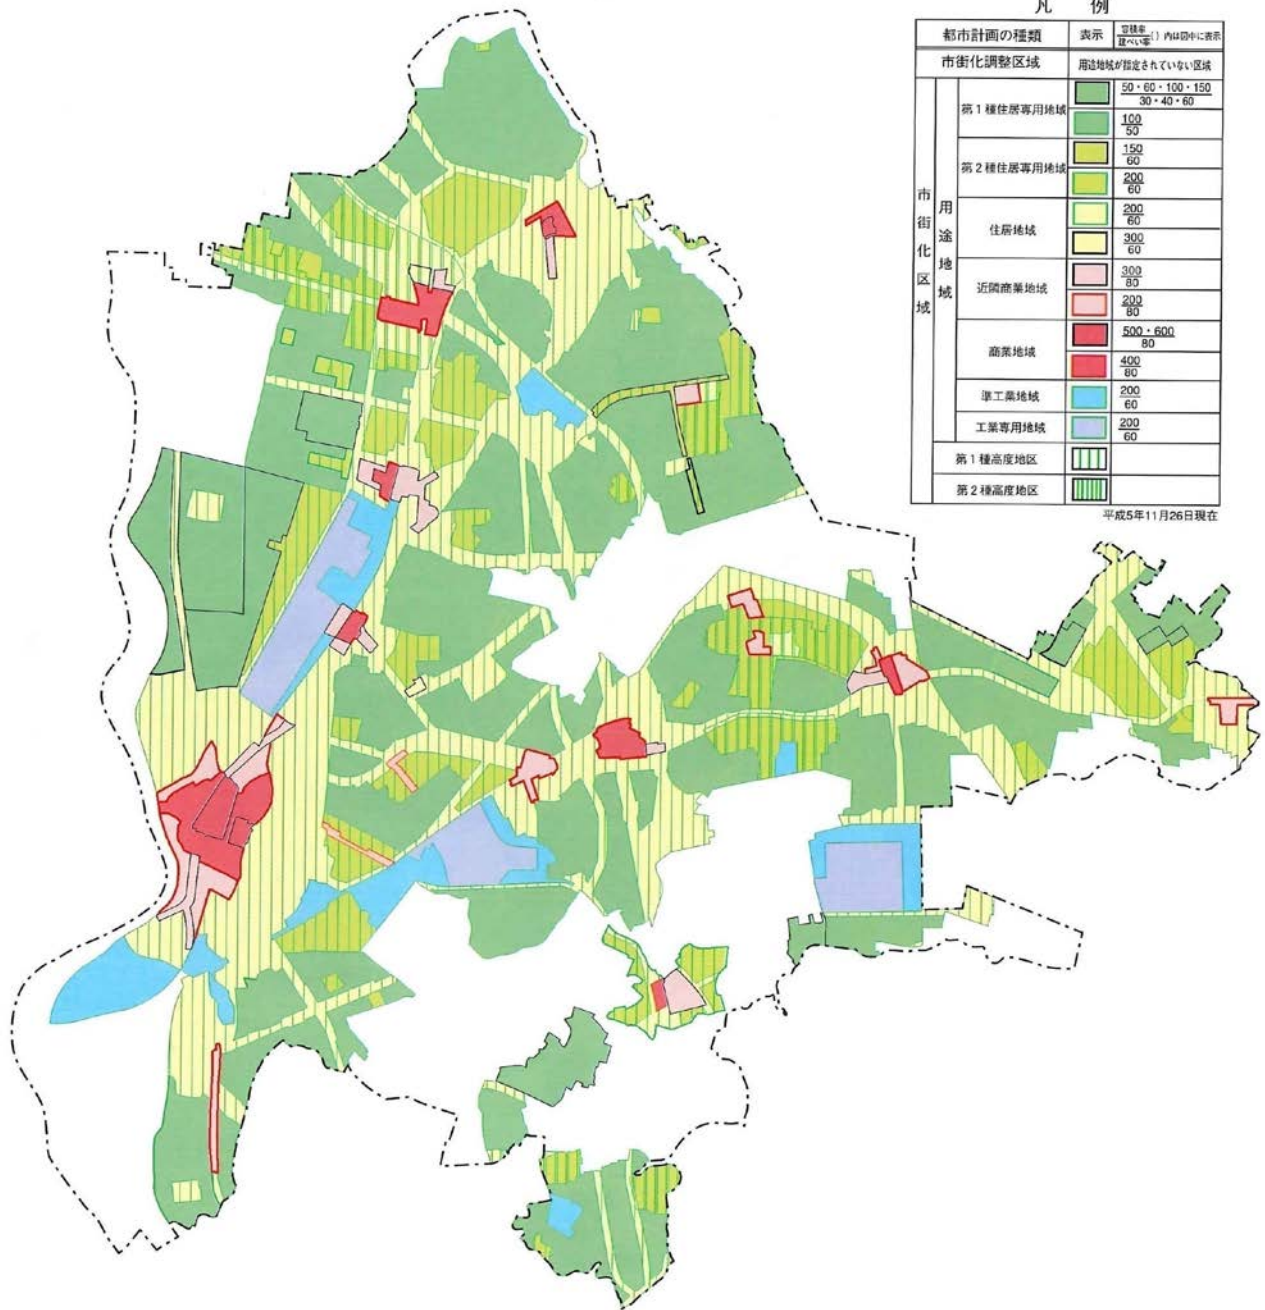 凡 例
都市計画の種類 表示 容積率/建ぺい率 ( )内は図中に表示
市街化調整区域 用途地域が指定されていない区域
市街化区域 用途地域
第1種住居専用地域 50・60・100・150/30・40・60
100/50
第2種住居専用地域 150/60
200/60
住居地域 200/60
300/60
近隣商業地域 300/80
200/80
商業地域 500・600/80
400/80
準工業地域 200/60
工業専用地域 200/60
第1種高度地区
第2種高度地区
平成5年11月26日現在